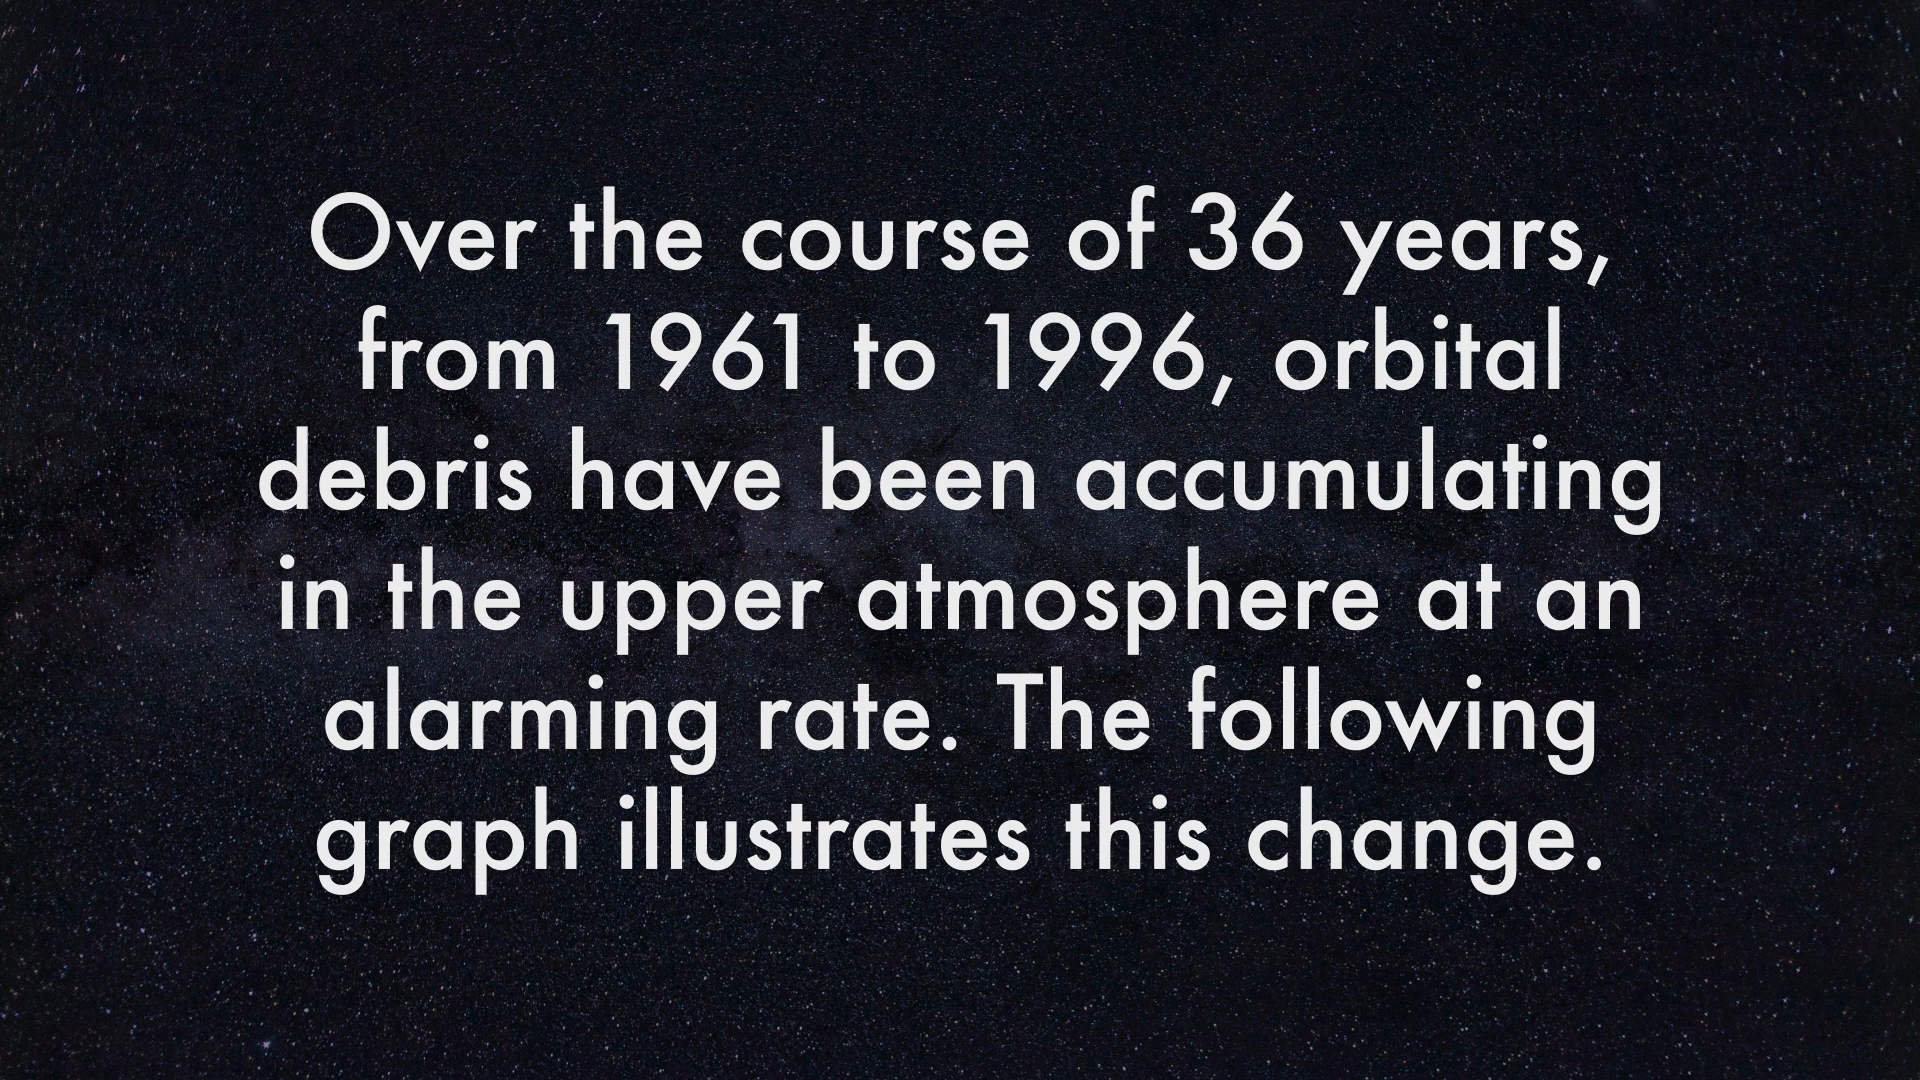 Over the course of 36 years,
from 1961 to 1996, orbital
debris have been accumulating
in the upper atmosphere at an
alarming rate. The following
graph illustrates this change.